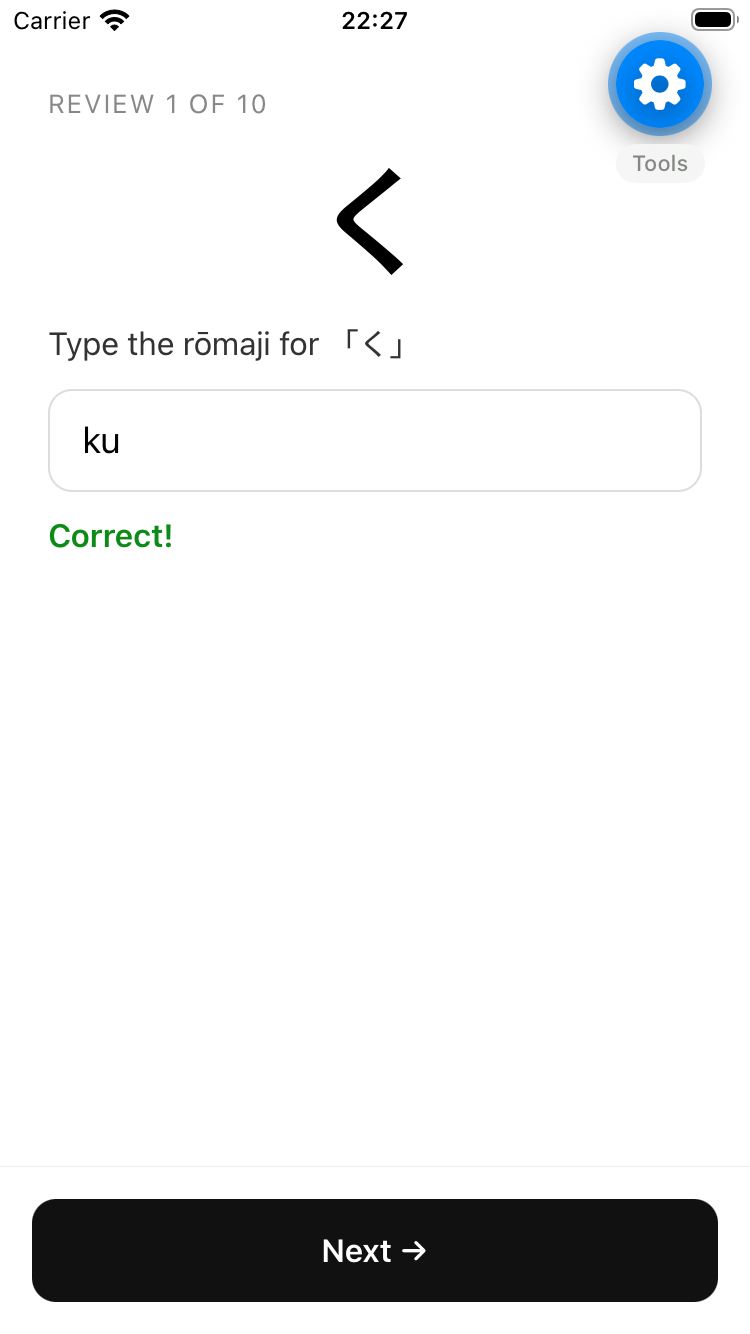 Carrier 22:27
REVIEW 1 OF 10
Tools
く
Type the rōmaji for 「く」
ku
Correct!
Next →